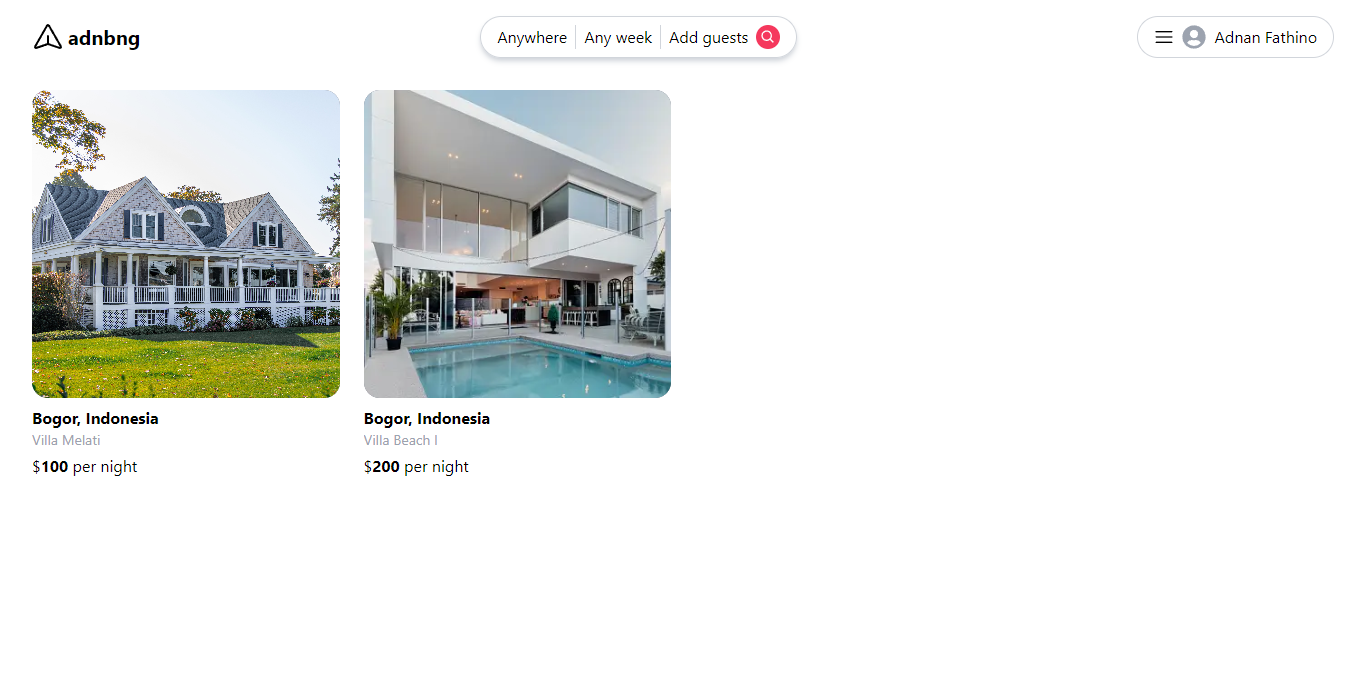 adnbng
Anywhere Any week Add guests
Adnan Fathino
Bogor, Indonesia
Villa Melati
$100 per night
Bogor, Indonesia
Villa Beach I
$200 per night